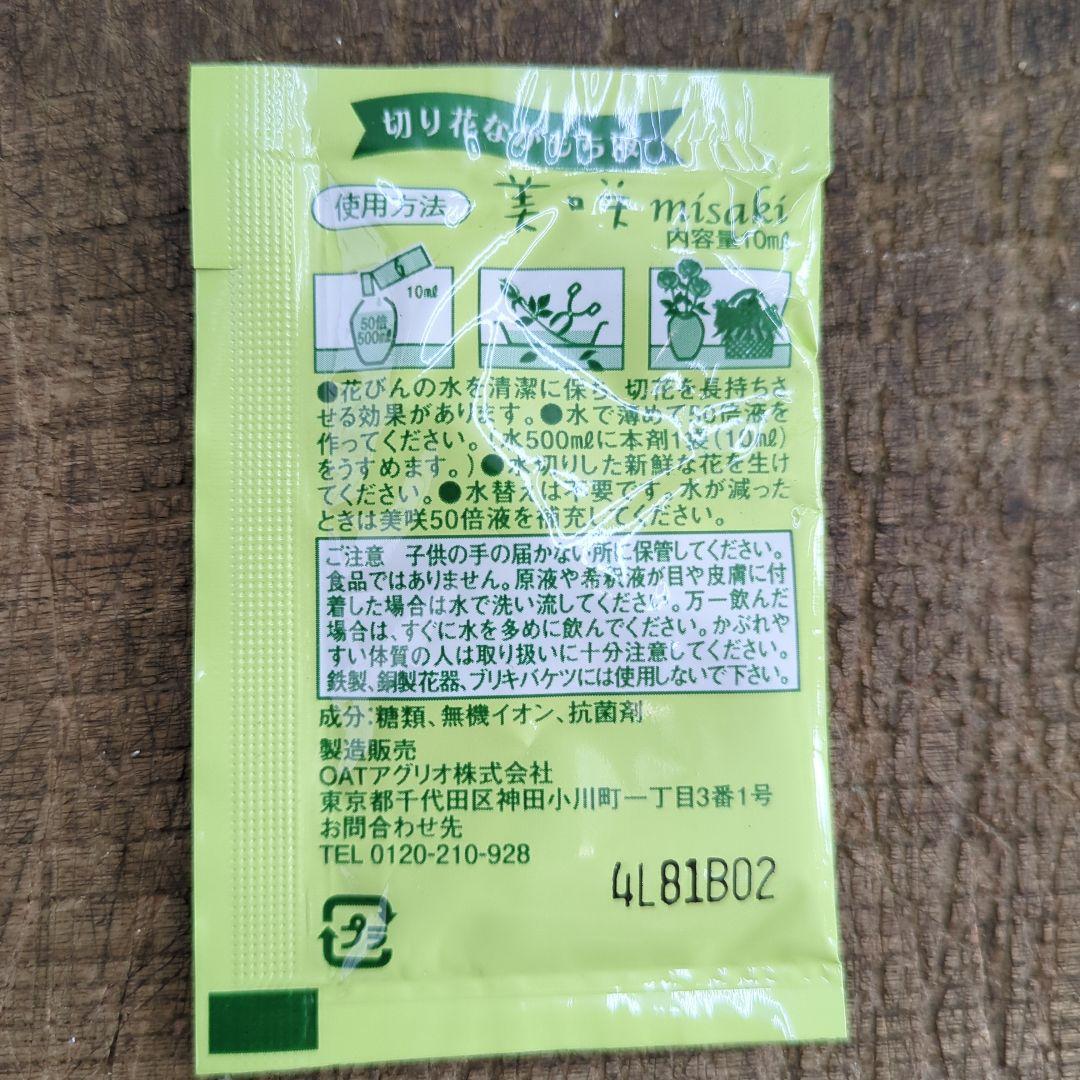 切り花ながもち液
使用方法
美咲 misaki
内容量10mℓ
10mℓ
50倍
500mℓ
●花びんの水を清潔に保ち、切花を長持ちさ
せる効果があります。●水で薄めて50倍液を
作ってください。(水500mℓに本剤1袋(10mℓ)
をうすめます。)●水切りした新鮮な花を生け
てください。●水替えは不要です。水が減った
ときは美咲50倍液を補充してください。
ご注意 子供の手の届かない所に保管してください。
食品ではありません。原液や希釈液が目や皮膚に付
着した場合は水で洗い流してください。万一飲んだ
場合は、すぐに水を多めに飲んでください。かぶれや
すい体質の人は取り扱いに十分注意してください。
鉄製、銅製花器、ブリキバケツには使用しないで下さい。
成分:糖類、無機イオン、抗菌剤
製造販売
OATアグリオ株式会社
東京都千代田区神田小川町一丁目3番1号
お問合わせ先
TEL 0120-210-928
4L81B02
プラ